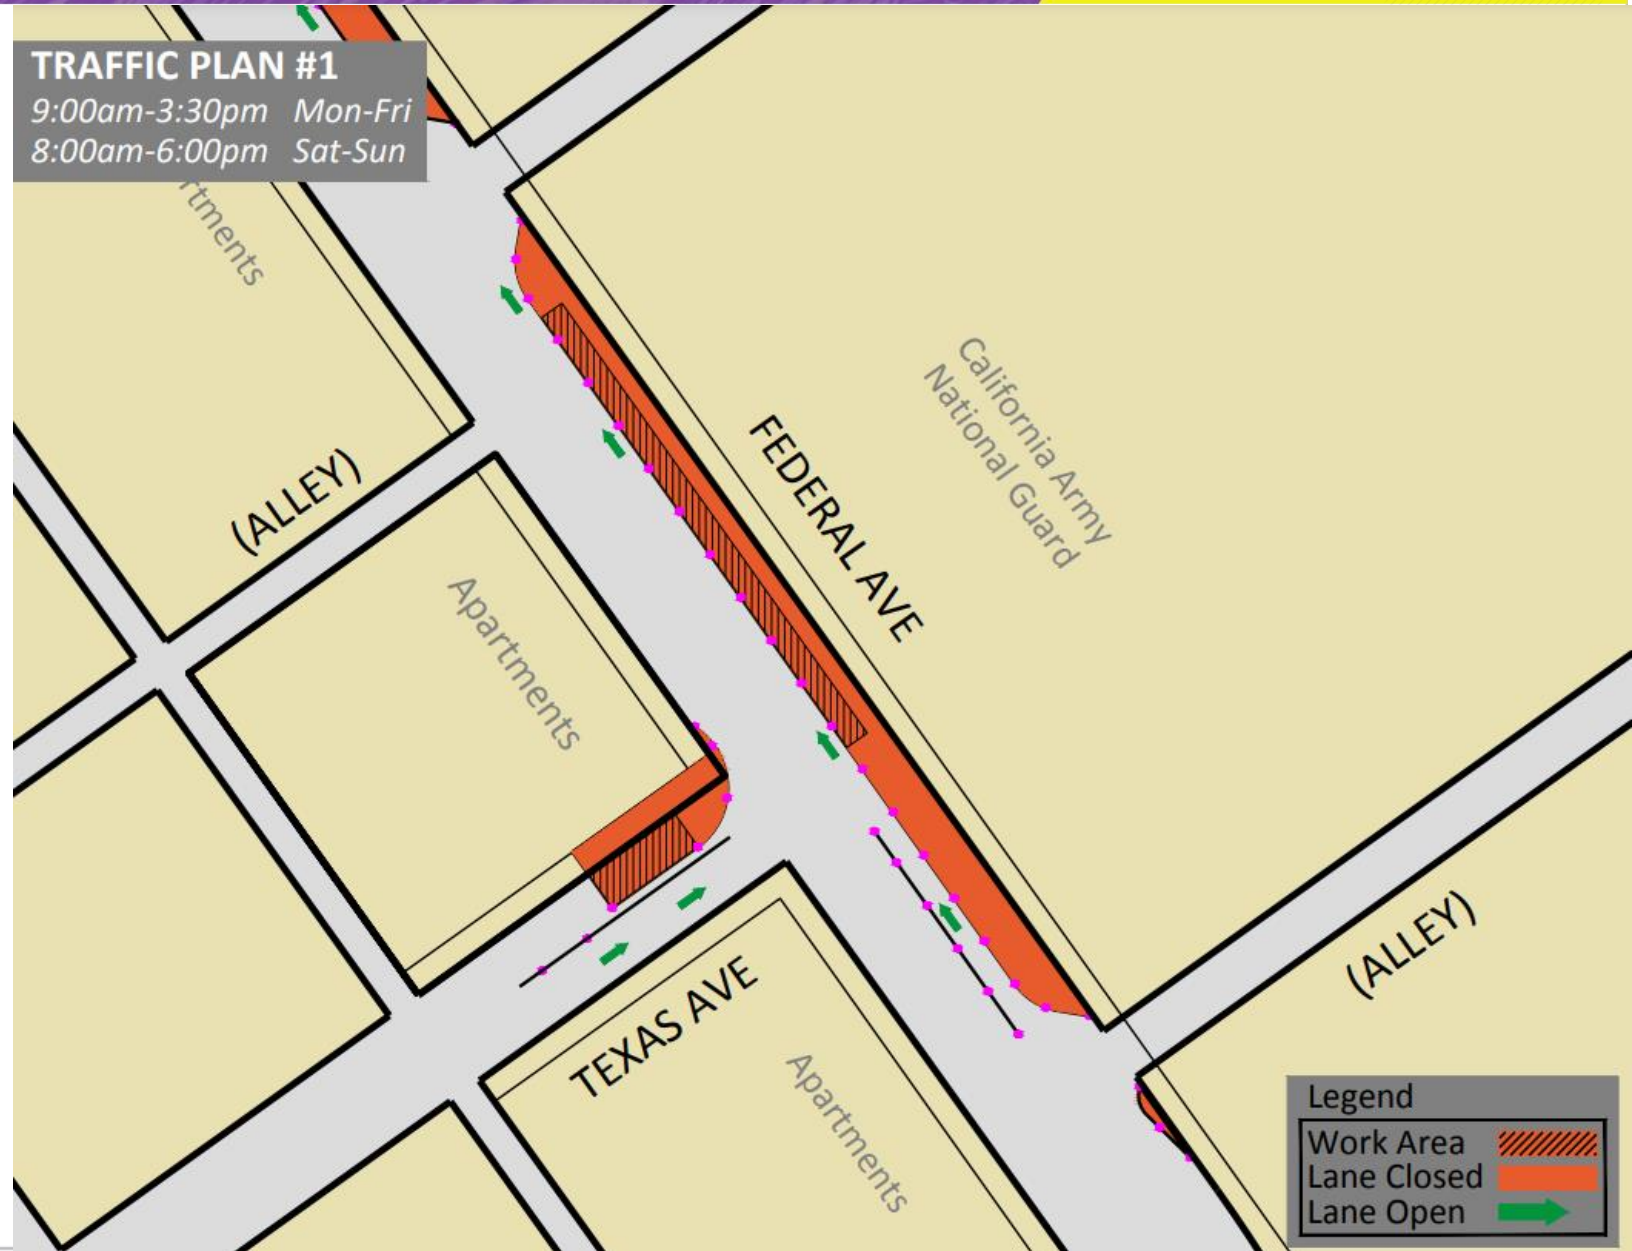 TRAFFIC PLAN #1
9:00am-3:30pm Mon-Fri
8:00am-6:00pm Sat-Sun
California Army
National Guard
FEDERAL AVE
(ALLEY)
Apartments
TEXAS AVE
(ALLEY)
Apartments
Legend
Work Area
Lane Closed
Lane Open